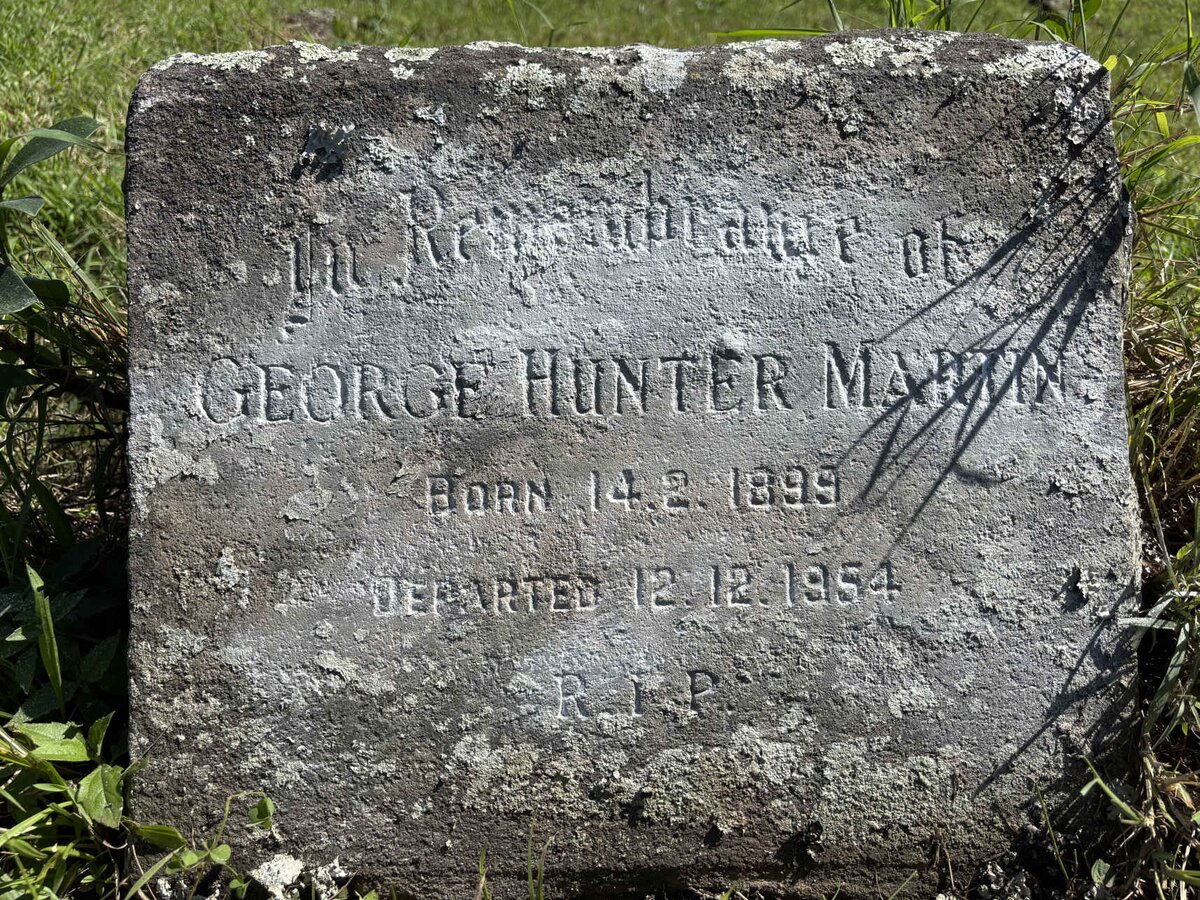 In Remembrance of
GEORGE HUNTER MARTIN
BORN 14.2.1899
DEPARTED 12.12.1954
R.I.P.